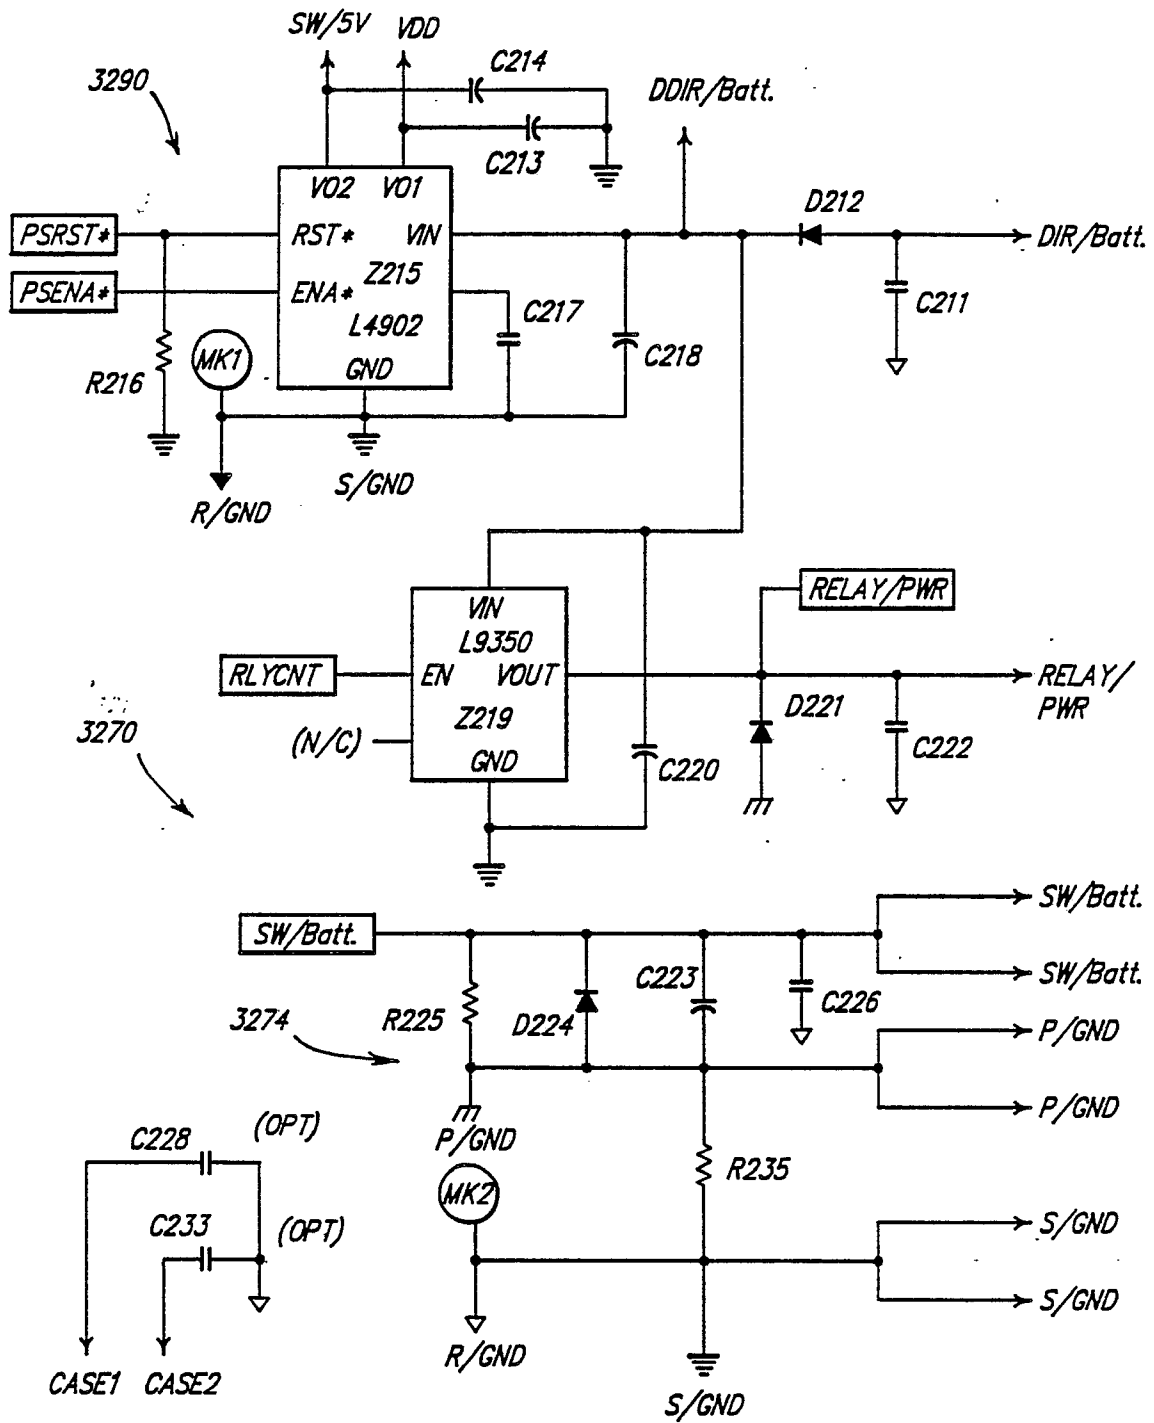 SW/5V VDD
C214
3290
DDIR/Batt.
C213
VO2 VO1
D212
PSRST*
RST* VIN
DIR/Batt.
Z215
PSENA*
ENA*
C217
C211
L4902
MK1
C218
GND
R216
S/GND
R/GND
VIN
RELAY/PWR
L9350
RLYCNT
EN VOUT
RELAY/
PWR
D221
Z219
3270
(N/C)
C222
GND
C220
SW/Batt.
SW/Batt.
C223
SW/Batt.
C226
R225
D224
3274
P/GND
P/GND
(OPT)
C228
P/GND
R235
MK2
C233
(OPT)
S/GND
S/GND
R/GND
CASE1 CASE2
S/GND